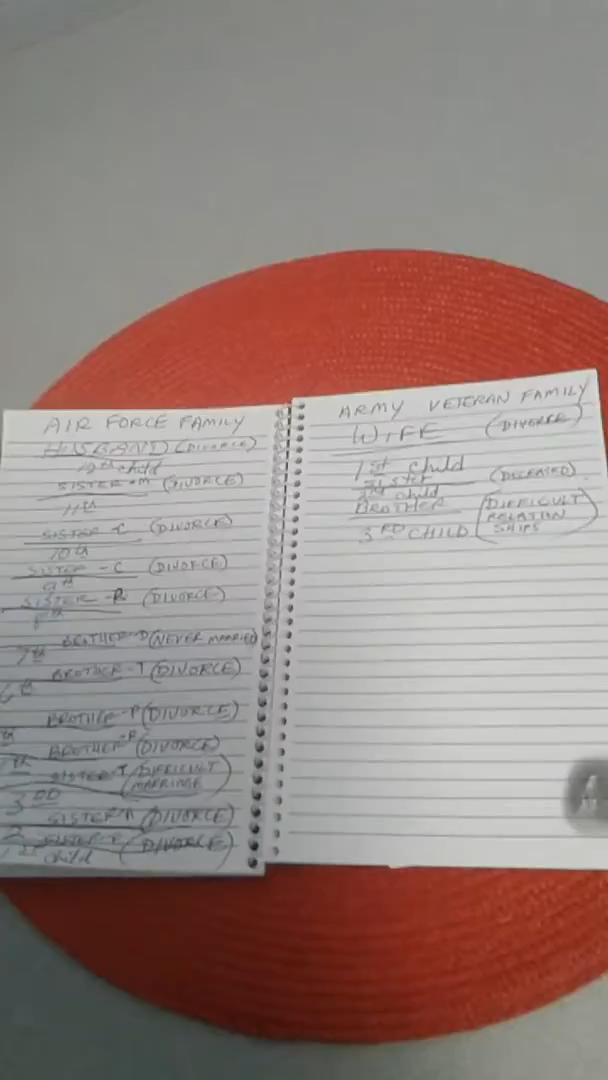 AIR FORCE FAMILY
HUSBAND (DIVORCE)
12th child
SISTER-M (DIVORCE)
11th
SISTER-C (DIVORCE)
10th
SISTER-C (DIVORCE)
9th
SISTER-R (DIVORCE)
8th
BROTHER-D (NEVER MARRIED)
7th
BROTHER-T (DIVORCE)
6th
BROTHER-P (DIVORCE)
th
BROTHER-R (DIVORCE)
th
SISTER-T (DIFFICULT
MARRIAGE)
3RD
SISTER (DIVORCE)
2
SISTER (DIVORCE)
1st child
ARMY VETERAN FAMILY
WIFE (DIVORCE)
1st child
SISTER (DECEASED)
2nd child
BROTHER (DIFFICULT
RELATION
SHIPS)
3RD CHILD